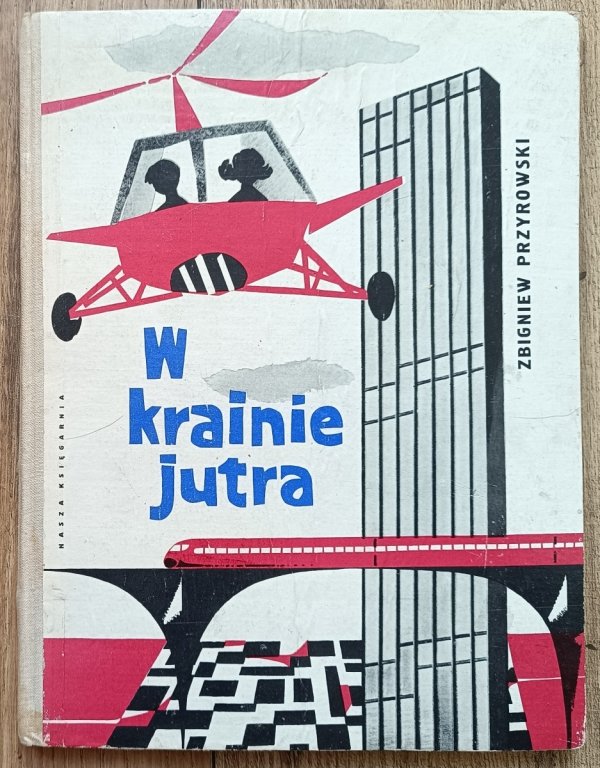 ZBIGNIEW PRZYROWSKI
W
krainie
jutra
NASZA KSIĘGARNIA